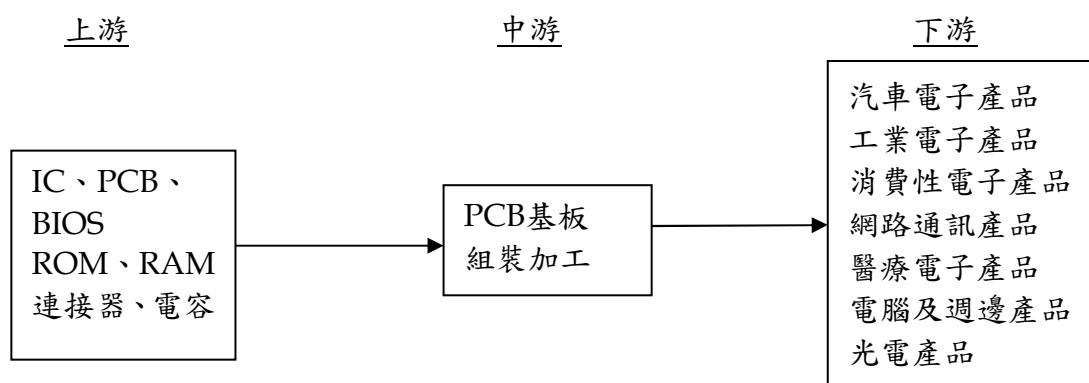 上游
中游
下游
IC、PCB、
BIOS
ROM、RAM
連接器、電容
PCB基板
組裝加工
汽車電子產品
工業電子產品
消費性電子產品
網路通訊產品
醫療電子產品
電腦及週邊產品
光電產品